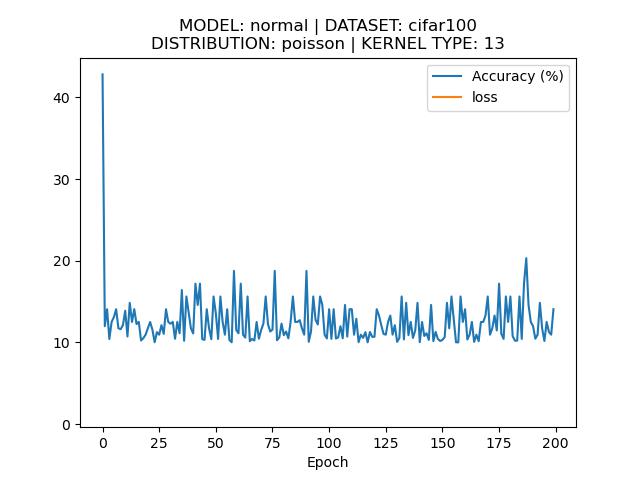 MODEL: normal | DATASET: cifar100
DISTRIBUTION: poisson | KERNEL TYPE: 13
Accuracy (%)
loss
40
30
20
10
0
0 25 50 75 100 125 150 175 200
Epoch